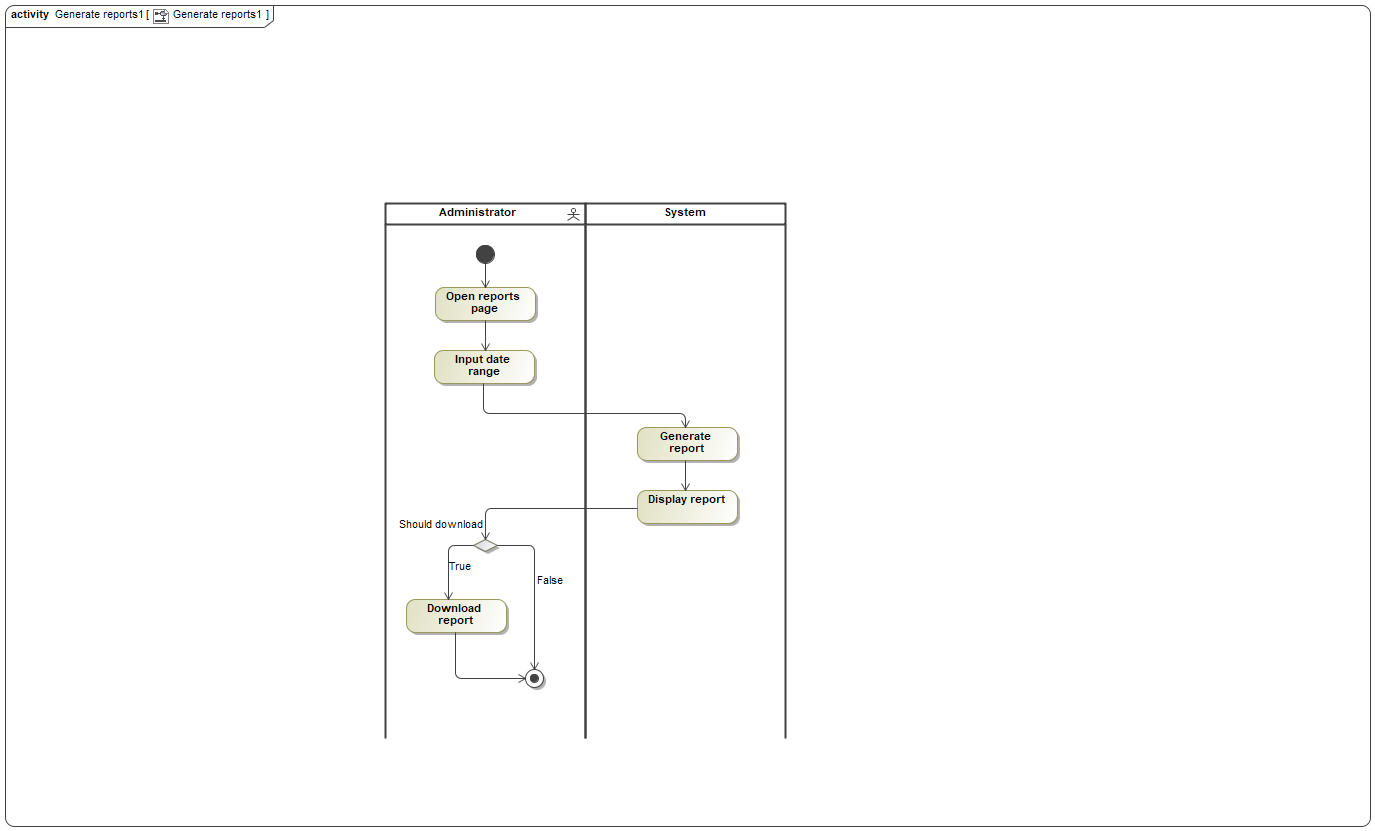 activity Generate reports1 [ Generate reports1 ]
Administrator
System
Open reports
page
Input date
range
Generate
report
Display report
Should download
True
False
Download
report